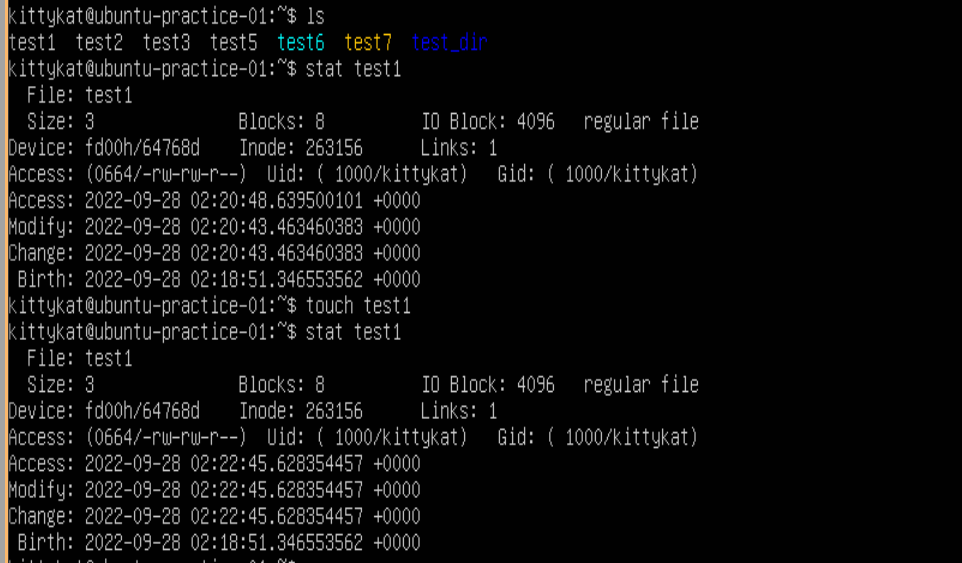 kittykat@ubuntu-practice-01:~$ ls
test1  test2  test3  test5  test6  test7  test_dir
kittykat@ubuntu-practice-01:~$ stat test1
  File: test1
  Size: 3               Blocks: 8          IO Block: 4096   regular file
Device: fd00h/64768d    Inode: 263156      Links: 1
Access: (0664/-rw-rw-r--)  Uid: ( 1000/kittykat)   Gid: ( 1000/kittykat)
Access: 2022-09-28 02:20:48.639500101 +0000
Modify: 2022-09-28 02:20:43.463460383 +0000
Change: 2022-09-28 02:20:43.463460383 +0000
 Birth: 2022-09-28 02:18:51.346553562 +0000
kittykat@ubuntu-practice-01:~$ touch test1
kittykat@ubuntu-practice-01:~$ stat test1
  File: test1
  Size: 3               Blocks: 8          IO Block: 4096   regular file
Device: fd00h/64768d    Inode: 263156      Links: 1
Access: (0664/-rw-rw-r--)  Uid: ( 1000/kittykat)   Gid: ( 1000/kittykat)
Access: 2022-09-28 02:22:45.628354457 +0000
Modify: 2022-09-28 02:22:45.628354457 +0000
Change: 2022-09-28 02:22:45.628354457 +0000
 Birth: 2022-09-28 02:18:51.346553562 +0000